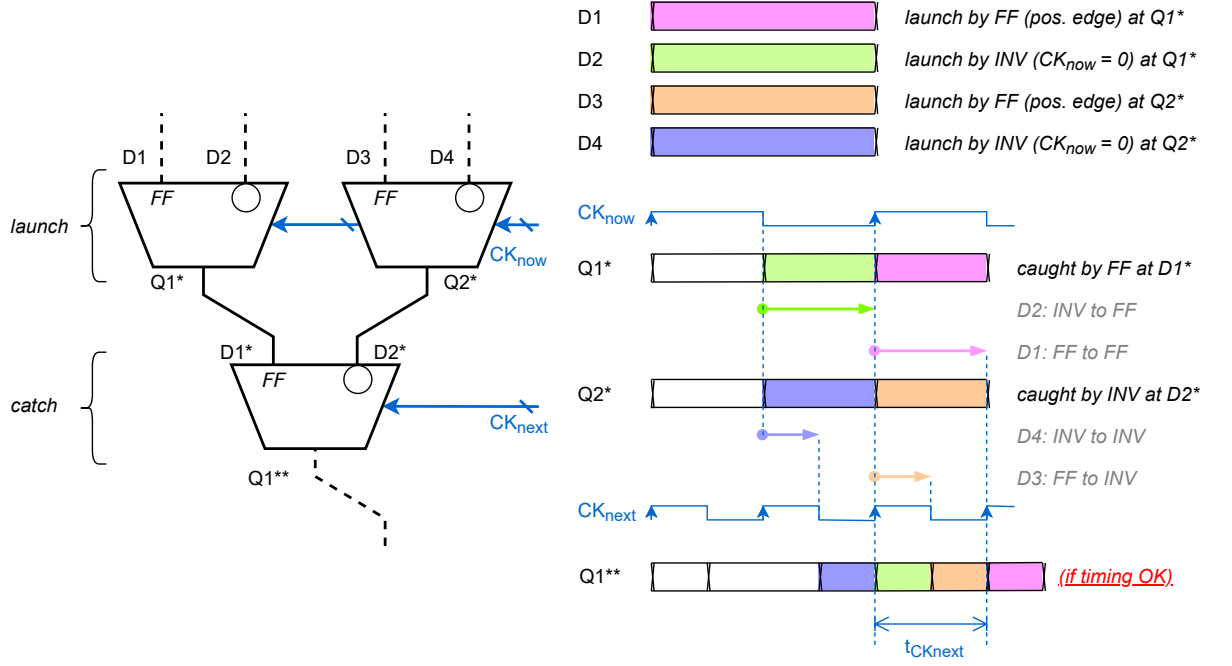 D1 D2 D3 D4
FF FF
launch
CKnow
Q1* Q2*
D1* D2*
FF
catch
CKnext
Q1**
D1 launch by FF (pos. edge) at Q1*
D2 launch by INV (CKnow = 0) at Q1*
D3 launch by FF (pos. edge) at Q2*
D4 launch by INV (CKnow = 0) at Q2*
CKnow
Q1* caught by FF at D1*
D2: INV to FF
D1: FF to FF
Q2* caught by INV at D2*
D4: INV to INV
D3: FF to INV
CKnext
Q1** (if timing OK)
tCKnext